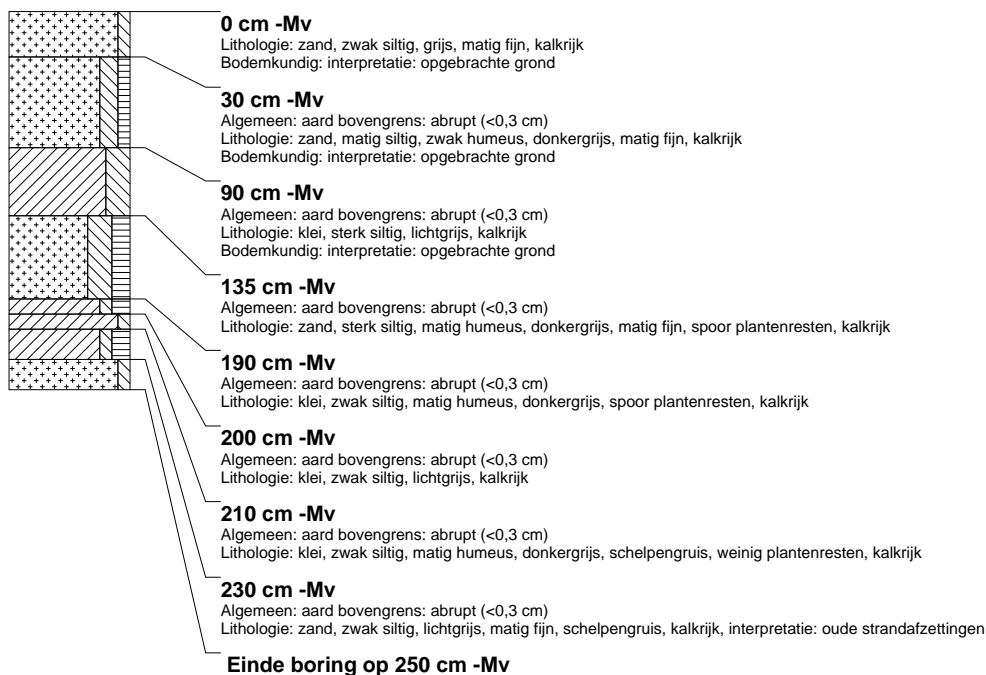 0 cm -Mv
Lithologie: zand, zwak siltig, grijs, matig fijn, kalkrijk
Bodemkundig: interpretatie: opgebrachte grond
30 cm -Mv
Algemeen: aard bovengrens: abrupt (<0,3 cm)
Lithologie: zand, matig siltig, zwak humeus, donkergrijs, matig fijn, kalkrijk
Bodemkundig: interpretatie: opgebrachte grond
90 cm -Mv
Algemeen: aard bovengrens: abrupt (<0,3 cm)
Lithologie: klei, sterk siltig, lichtgrijs, kalkrijk
Bodemkundig: interpretatie: opgebrachte grond
135 cm -Mv
Algemeen: aard bovengrens: abrupt (<0,3 cm)
Lithologie: zand, sterk siltig, matig humeus, donkergrijs, matig fijn, spoor plantenresten, kalkrijk
190 cm -Mv
Algemeen: aard bovengrens: abrupt (<0,3 cm)
Lithologie: klei, zwak siltig, matig humeus, donkergrijs, spoor plantenresten, kalkrijk
200 cm -Mv
Algemeen: aard bovengrens: abrupt (<0,3 cm)
Lithologie: klei, zwak siltig, lichtgrijs, kalkrijk
210 cm -Mv
Algemeen: aard bovengrens: abrupt (<0,3 cm)
Lithologie: klei, zwak siltig, matig humeus, donkergrijs, schelpengruis, weinig plantenresten, kalkrijk
230 cm -Mv
Algemeen: aard bovengrens: abrupt (<0,3 cm)
Lithologie: zand, zwak siltig, lichtgrijs, matig fijn, schelpengruis, kalkrijk, interpretatie: oude strandafzettingen
Einde boring op 250 cm -Mv